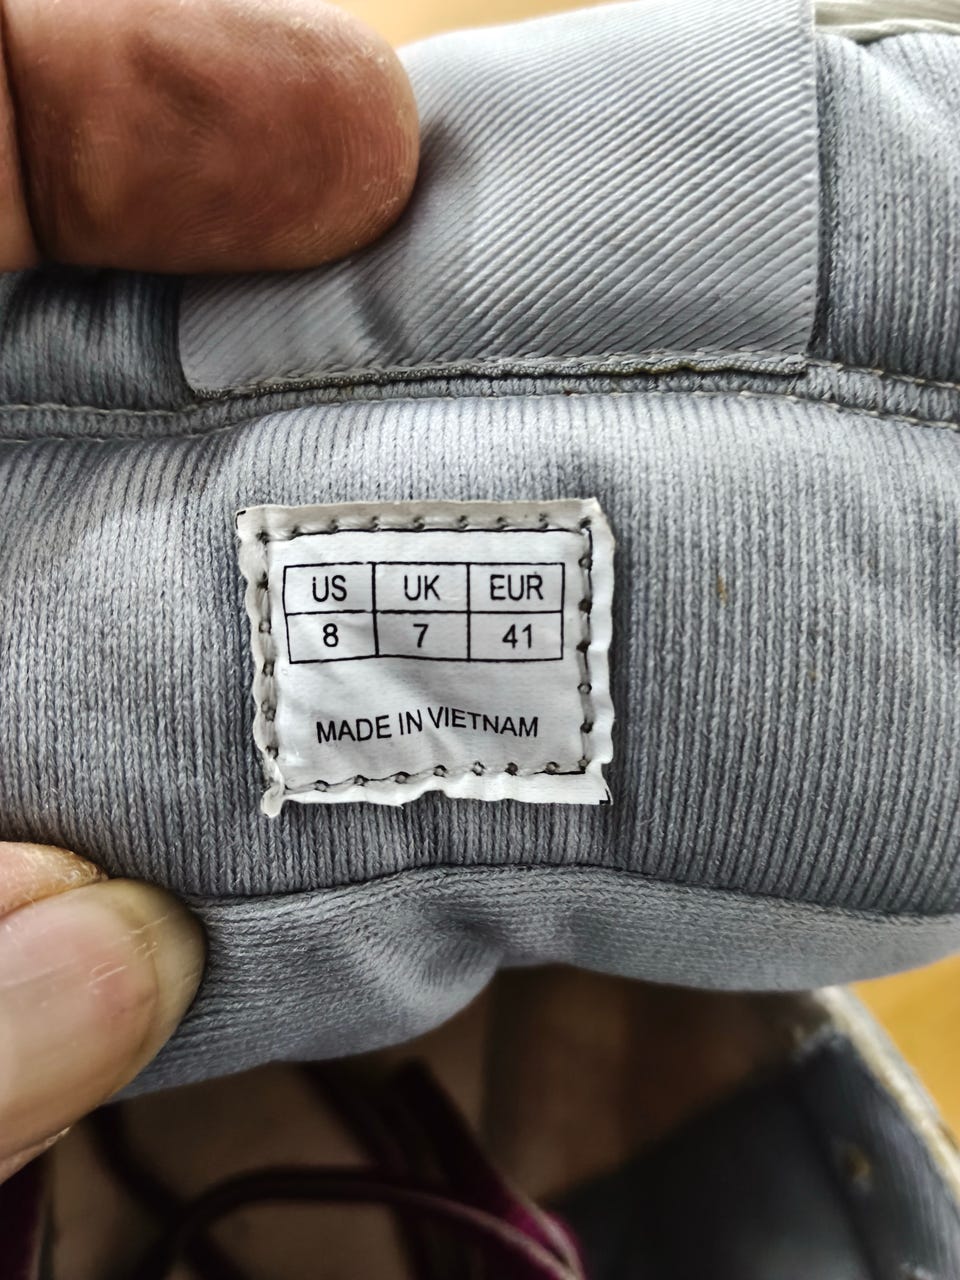 US UK EUR
8 7 41
MADE IN VIETNAM